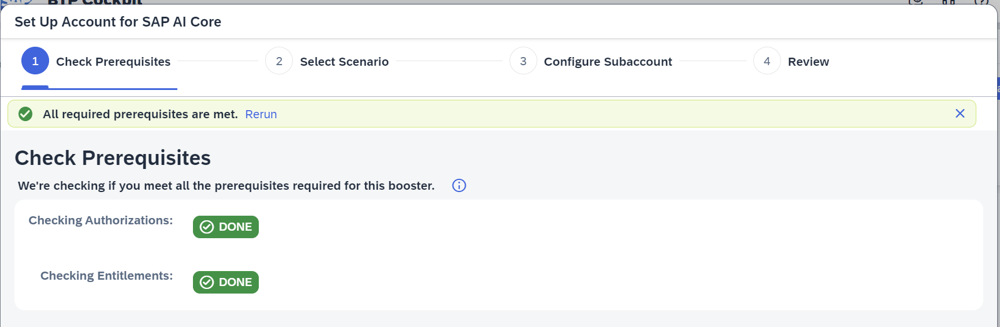 BTP Cockpit
Set Up Account for SAP AI Core
1 Check Prerequisites 2 Select Scenario 3 Configure Subaccount 4 Review
All required prerequisites are met. Rerun
Check Prerequisites
We're checking if you meet all the prerequisites required for this booster.
Checking Authorizations: DONE
Checking Entitlements: DONE